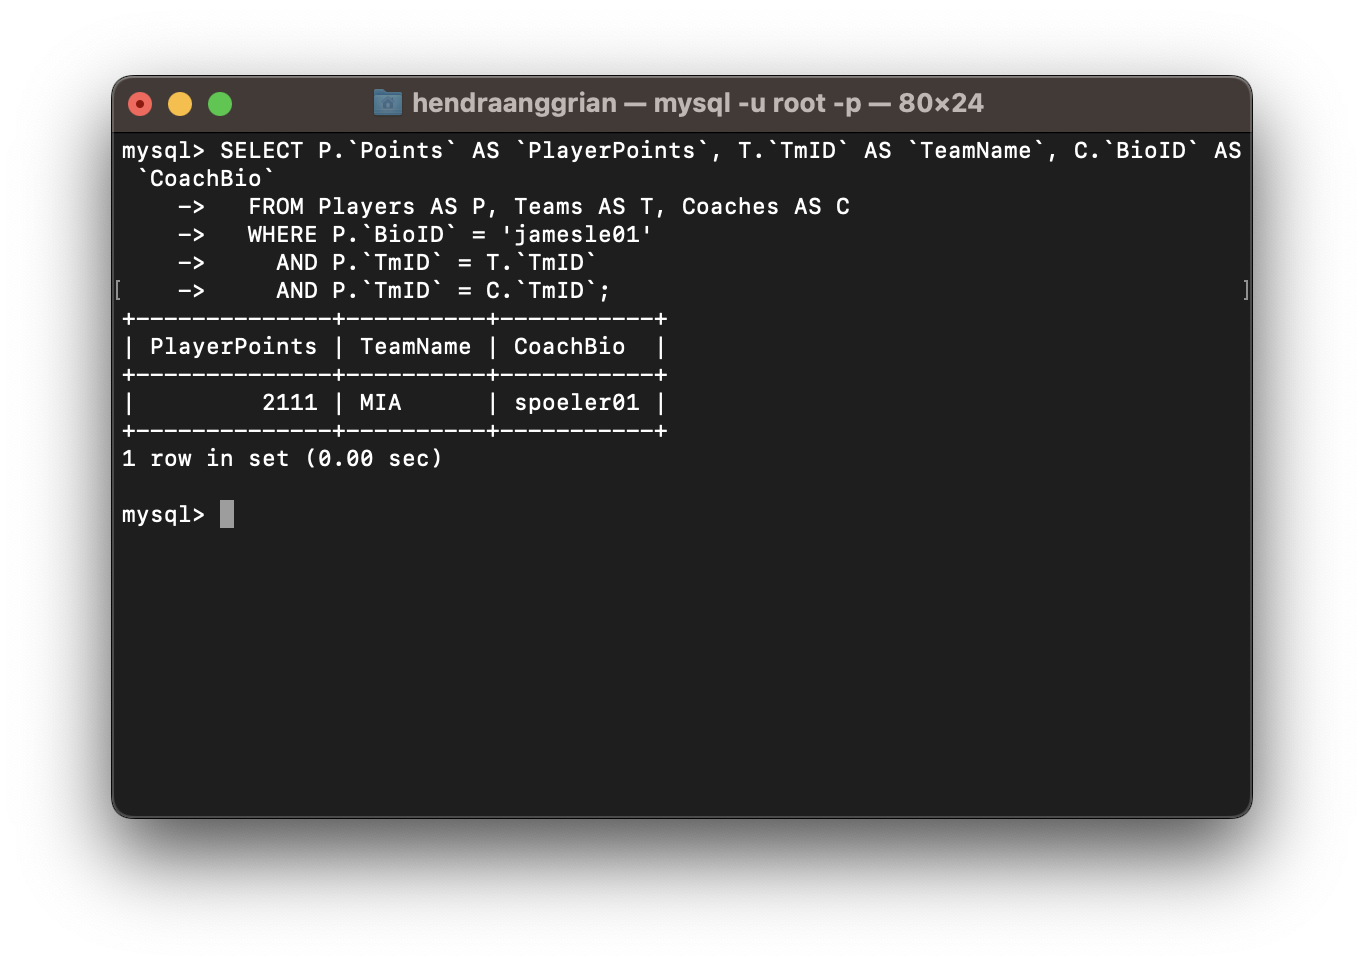 hendraanggrian — mysql -u root -p — 80×24
mysql> SELECT P.`Points` AS `PlayerPoints`, T.`TmID` AS `TeamName`, C.`BioID` AS
 `CoachBio`
    ->   FROM Players AS P, Teams AS T, Coaches AS C
    ->   WHERE P.`BioID` = 'jamesle01'
    ->     AND P.`TmID` = T.`TmID`
[    ->     AND P.`TmID` = C.`TmID`; ]
+--------------+----------+-----------+
| PlayerPoints | TeamName | CoachBio  |
+--------------+----------+-----------+
|         2111 | MIA      | spoeler01 |
+--------------+----------+-----------+
1 row in set (0.00 sec)
mysql>